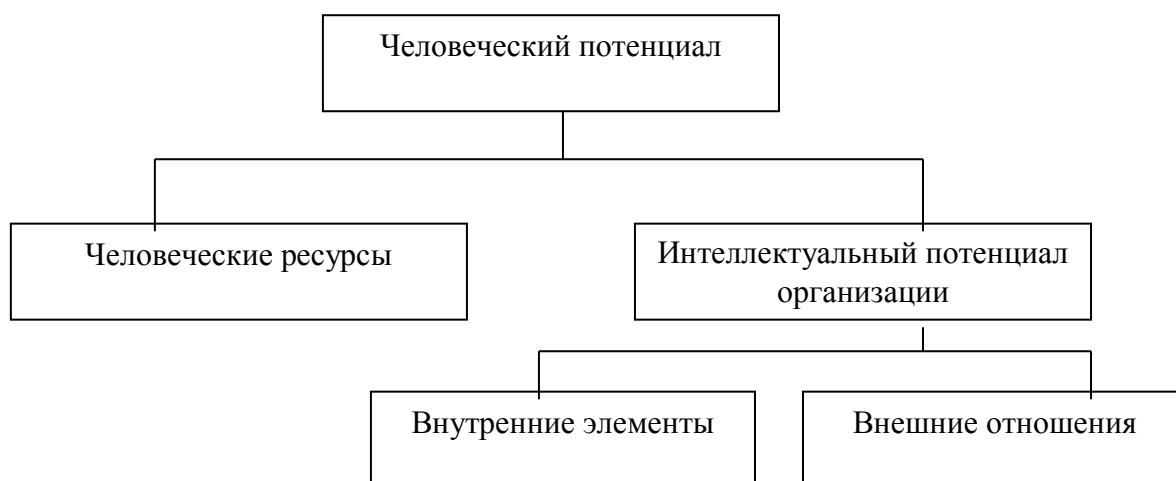 Человеческий потенциал
Человеческие ресурсы
Интеллектуальный потенциал
организации
Внутренние элементы
Внешние отношения